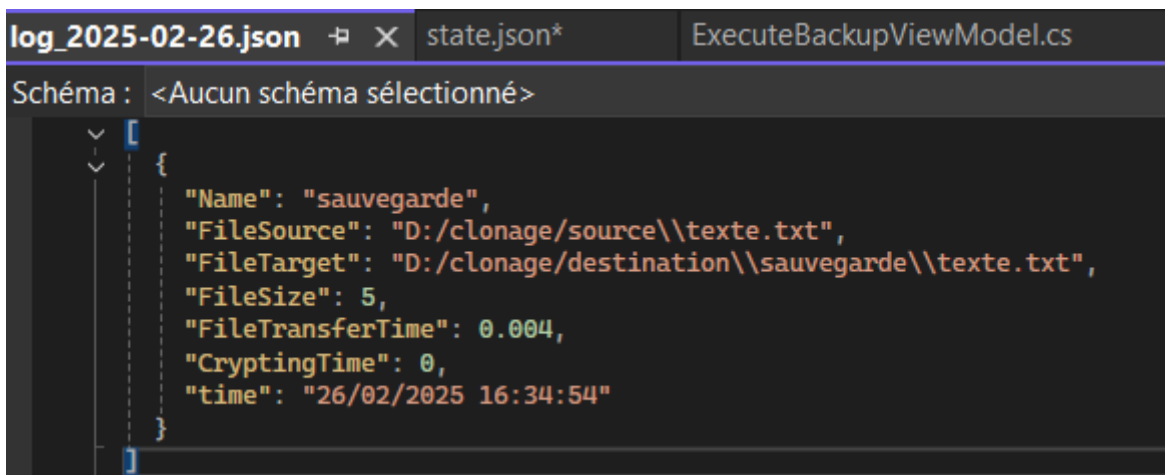 log_2025-02-26.json state.json* ExecuteBackupViewModel.cs
Schéma : <Aucun schéma sélectionné>
[
{
"Name": "sauvegarde",
"FileSource": "D:/clonage/source\\texte.txt",
"FileTarget": "D:/clonage/destination\\sauvegarde\\texte.txt",
"FileSize": 5,
"FileTransferTime": 0.004,
"CryptingTime": 0,
"time": "26/02/2025 16:34:54"
}
]